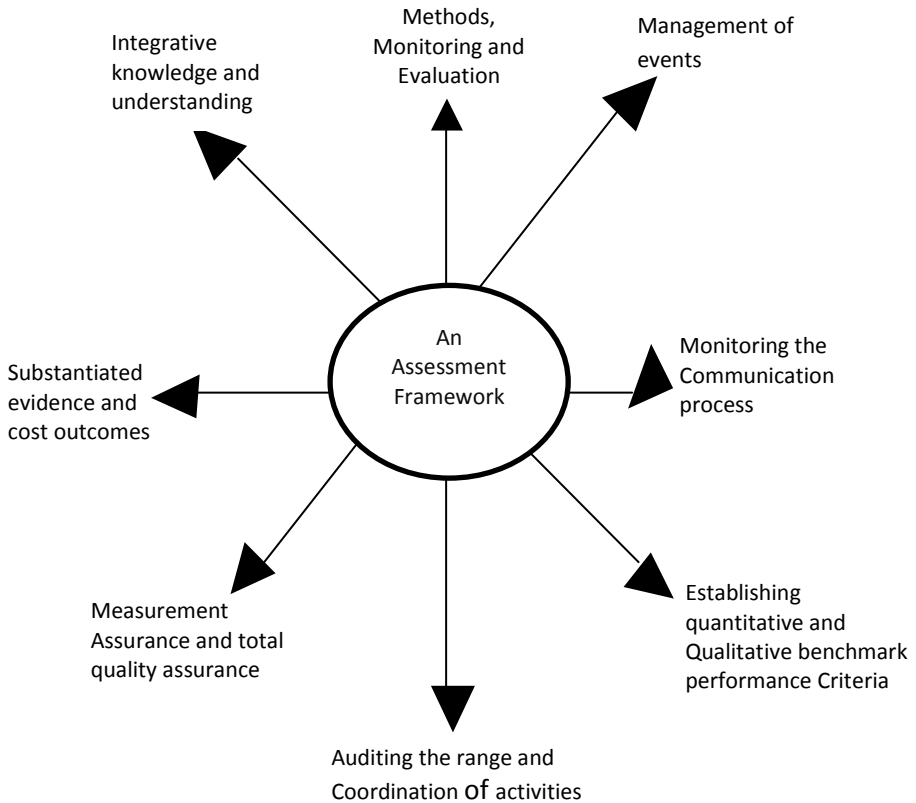 Methods,
Monitoring and
Evaluation
Management of
events
Integrative
knowledge and
understanding
An
Assessment
Framework
Monitoring the
Communication
process
Substantiated
evidence and
cost outcomes
Establishing
quantitative and
Qualitative benchmark
performance Criteria
Measurement
Assurance and total
quality assurance
Auditing the range and
Coordination of activities